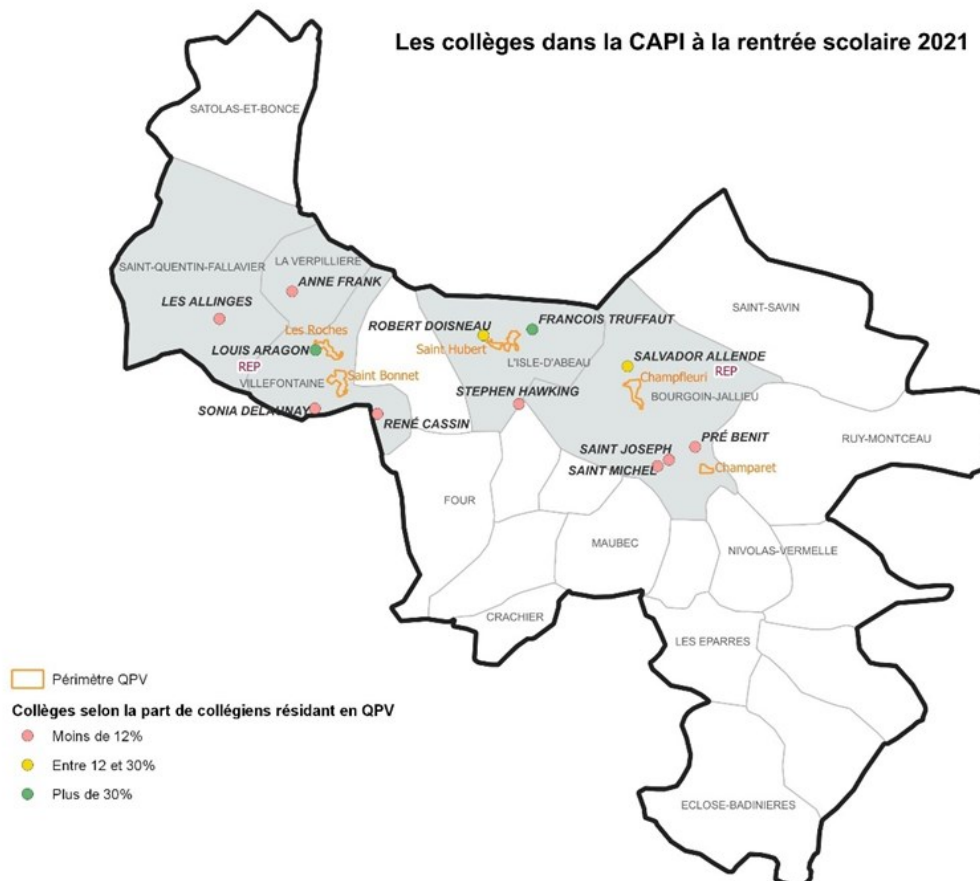 Les collèges dans la CAPI à la rentrée scolaire 2021
SATOLAS-ET-BONCE
SAINT-QUENTIN-FALLAVIER
LA VERPILLIERE
ANNE FRANK
LES ALLINGES
SAINT-SAVIN
Les Roches
ROBERT DOISNEAU
FRANCOIS TRUFFAUT
LOUIS ARAGON
Saint Hubert
L'ISLE-D'ABEAU
SALVADOR ALLENDE
REP
REP
Saint Bonnet
Champfleuri
VILLEFONTAINE
STEPHEN HAWKING
BOURGOIN-JALLIEU
SONIA DELAUNAY
RENÉ CASSIN
PRÉ BENIT
RUY-MONTCEAU
SAINT JOSEPH
SAINT MICHEL
Champaret
FOUR
MAUBEC
NIVOLAS-VERMELLE
CRACHIER
LES EPARRES
Périmètre QPV
Collèges selon la part de collégiens résidant en QPV
Moins de 12%
Entre 12 et 30%
Plus de 30%
ECLOSE-BADINIERES